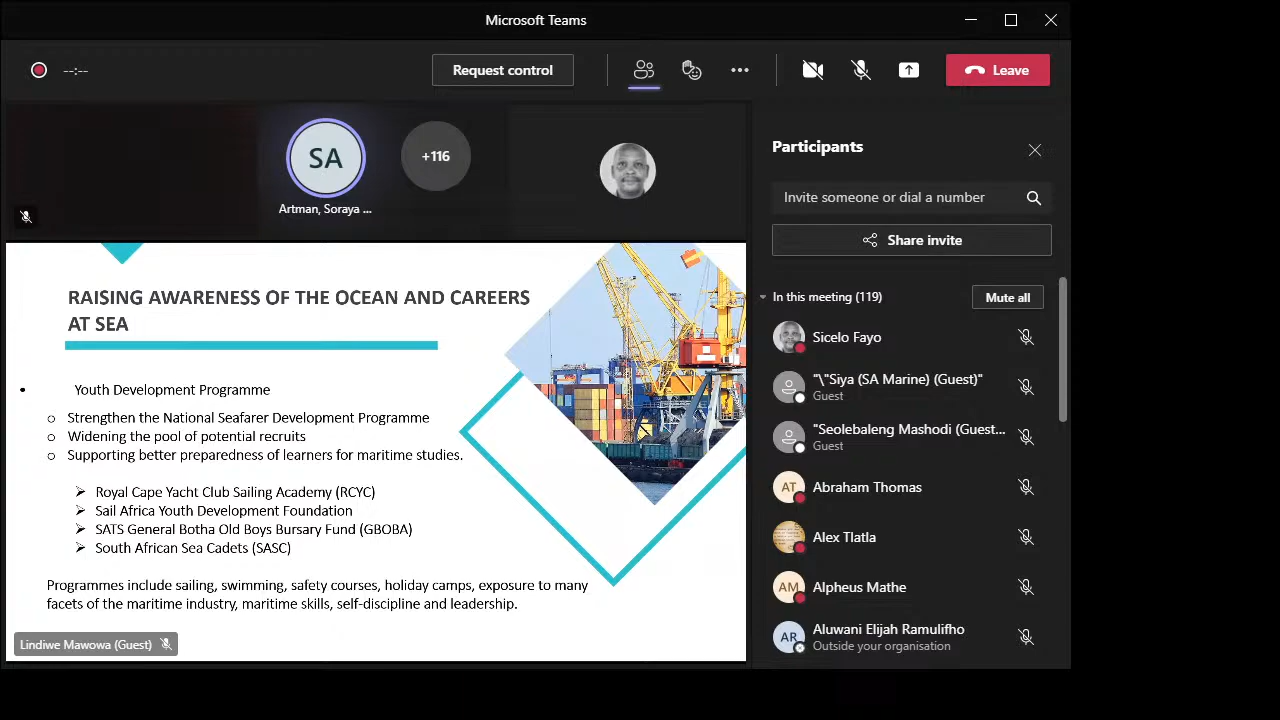 Microsoft Teams
--:--
Request control
Leave
SA
+116
Artman, Soraya ...
Participants
Invite someone or dial a number
Share invite
In this meeting (119)
Mute all
Sicelo Fayo
"\"Siya (SA Marine) (Guest)"
Guest
"Seolebaleng Mashodi (Guest...
Guest
AT
Abraham Thomas
Alex Tlatla
AM
Alpheus Mathe
AR
Aluwani Elijah Ramulifho
Outside your organisation
RAISING AWARENESS OF THE OCEAN AND CAREERS
AT SEA
• Youth Development Programme
o Strengthen the National Seafarer Development Programme
o Widening the pool of potential recruits
o Supporting better preparedness of learners for maritime studies.
➢ Royal Cape Yacht Club Sailing Academy (RCYC)
➢ Sail Africa Youth Development Foundation
➢ SATS General Botha Old Boys Bursary Fund (GBOBA)
➢ South African Sea Cadets (SASC)
Programmes include sailing, swimming, safety courses, holiday camps, exposure to many
facets of the maritime industry, maritime skills, self-discipline and leadership.
Lindiwe Mawowa (Guest)